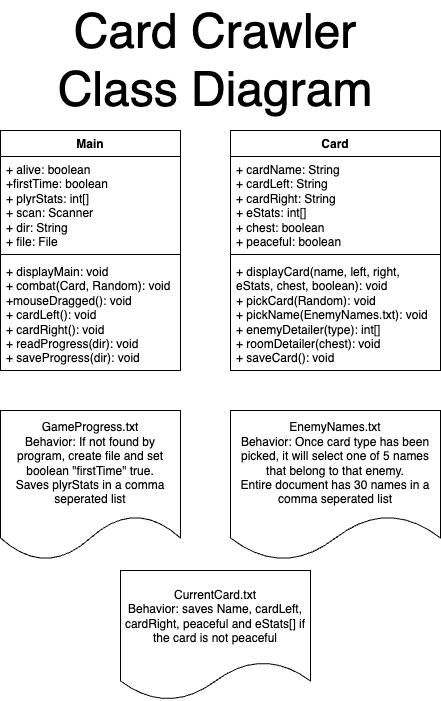 Card Crawler
Class Diagram
Main
+ alive: boolean
+firstTime: boolean
+ plyrStats: int[]
+ scan: Scanner
+ dir: String
+ file: File
+ displayMain: void
+ combat(Card, Random): void
+mouseDragged(): void
+ cardLeft(): void
+ cardRight(): void
+ readProgress(dir): void
+ saveProgress(dir): void
Card
+ cardName: String
+ cardLeft: String
+ cardRight: String
+ eStats: int[]
+ chest: boolean
+ peaceful: boolean
+ displayCard(name, left, right,
eStats, chest, boolean): void
+ pickCard(Random): void
+ pickName(EnemyNames.txt): void
+ enemyDetailer(type): int[]
+ roomDetailer(chest): void
+ saveCard(): void
GameProgress.txt
Behavior: If not found by
program, create file and set
boolean "firstTime" true.
Saves plyrStats in a comma
seperated list
EnemyNames.txt
Behavior: Once card type has been
picked, it will select one of 5 names
that belong to that enemy.
Entire document has 30 names in a
comma seperated list
CurrentCard.txt
Behavior: saves Name, cardLeft,
cardRight, peaceful and eStats[] if
the card is not peaceful